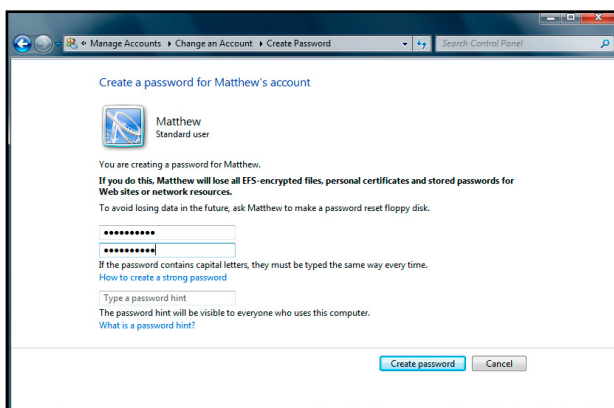 « Manage Accounts ▸ Change an Account ▸ Create Password
Search Control Panel
Create a password for Matthew's account
Matthew
Standard user
You are creating a password for Matthew.
If you do this, Matthew will lose all EFS-encrypted files, personal certificates and stored passwords for
Web sites or network resources.
To avoid losing data in the future, ask Matthew to make a password reset floppy disk.
●●●●●●●●●●
●●●●●●●●●●
If the password contains capital letters, they must be typed the same way every time.
How to create a strong password
Type a password hint
The password hint will be visible to everyone who uses this computer.
What is a password hint?
Create password
Cancel